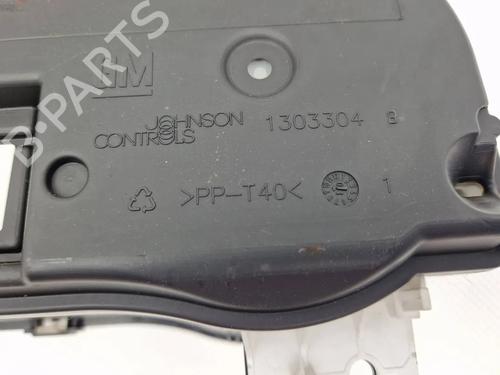 GM
JOHNSON
CONTROLS
1303304 B
>PP-T40<
1
B-PARTS